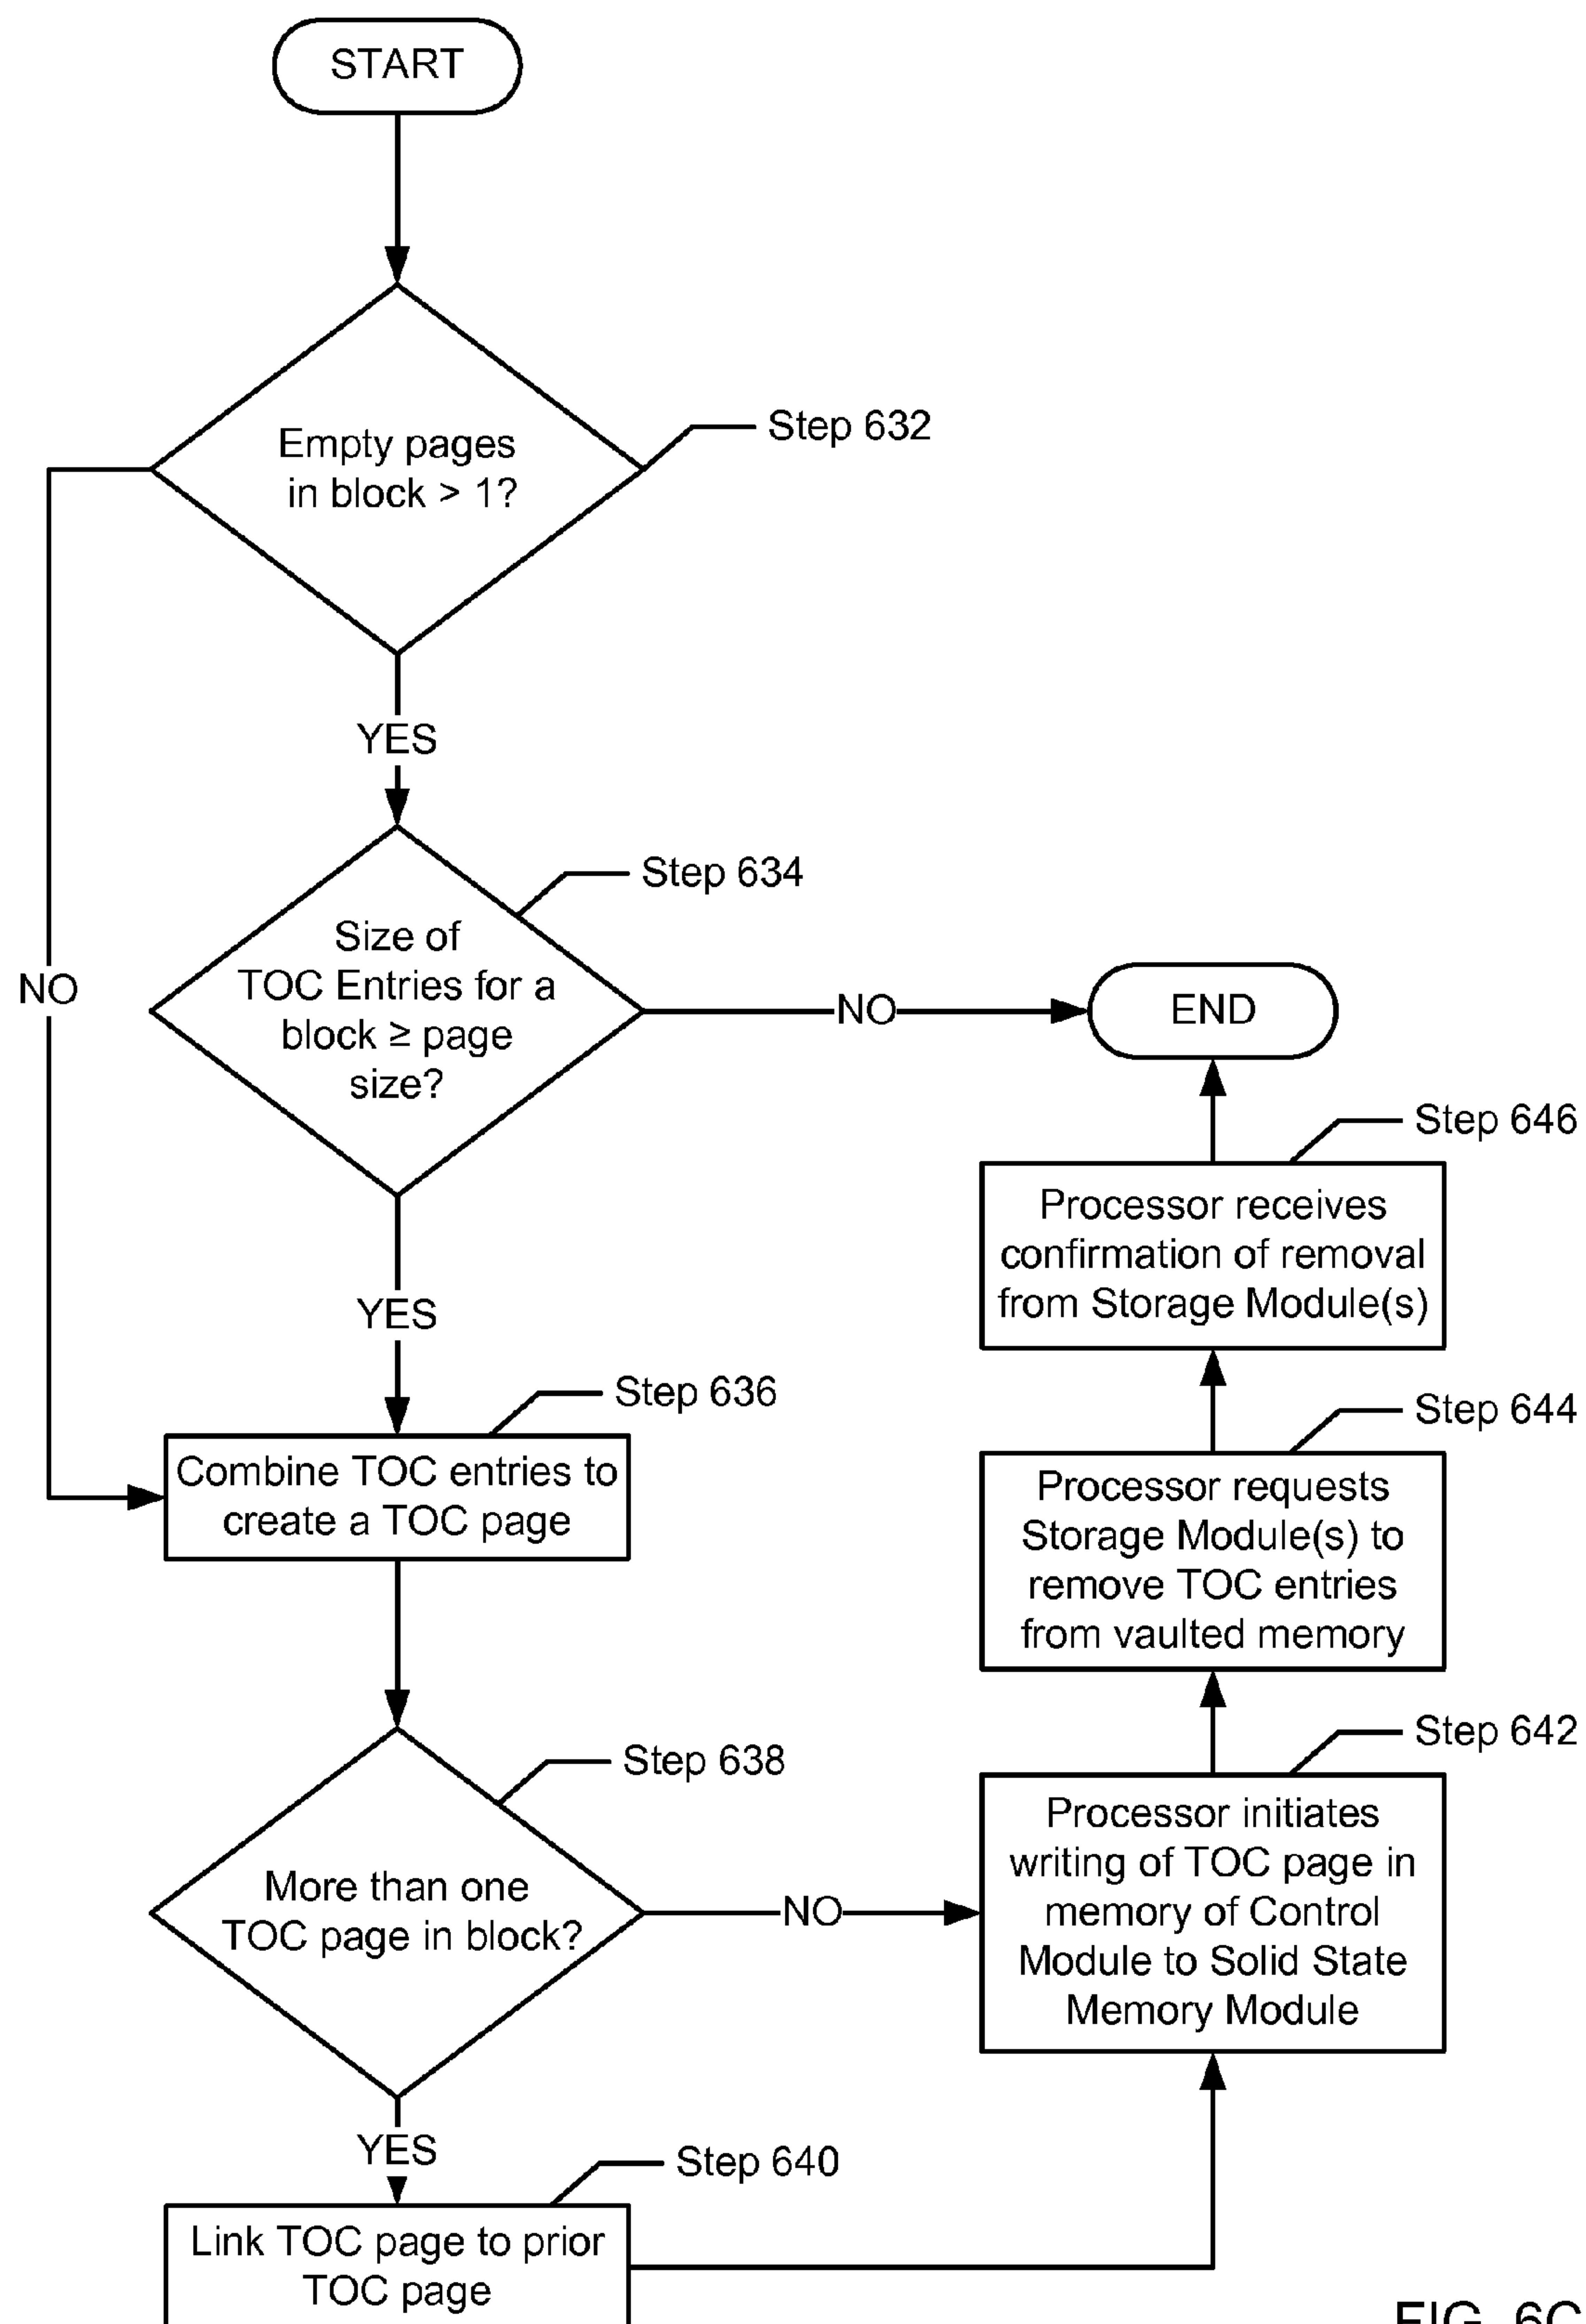 START
Empty pages
in block > 1?
Step 632
YES
NO
Size of
TOC Entries for a
block ≥ page
size?
Step 634
NO
END
YES
Step 636
Combine TOC entries to
create a TOC page
Step 638
More than one
TOC page in block?
NO
YES
Step 640
Link TOC page to prior
TOC page
Step 642
Processor initiates
writing of TOC page in
memory of Control
Module to Solid State
Memory Module
Step 644
Processor requests
Storage Module(s) to
remove TOC entries
from vaulted memory
Step 646
Processor receives
confirmation of removal
from Storage Module(s)
FIG. 6C